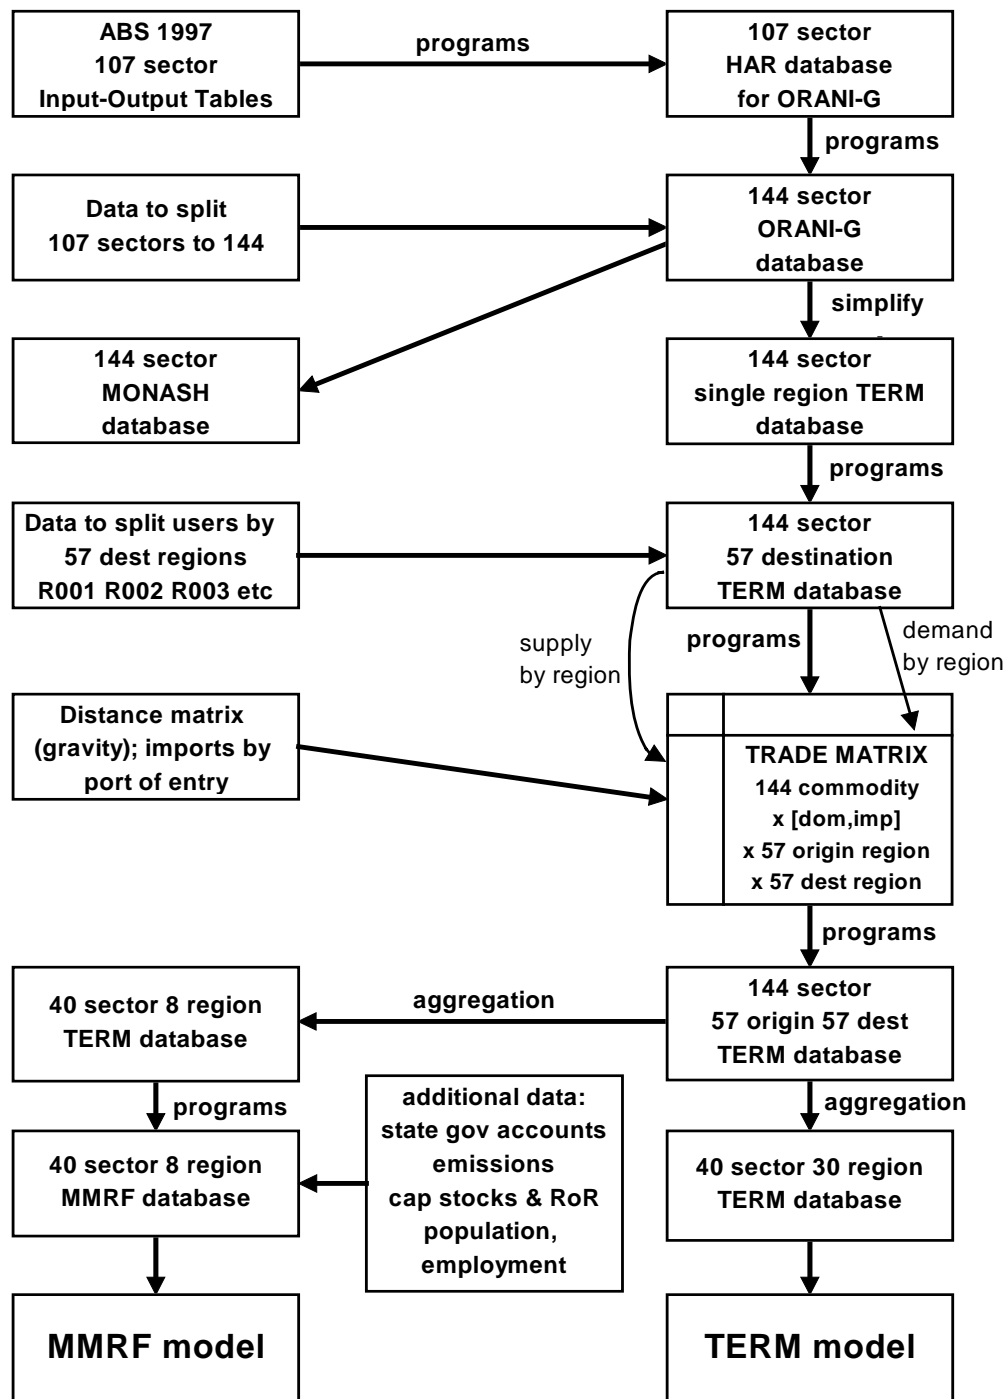 ABS 1997
107 sector
Input-Output Tables
programs
107 sector
HAR database
for ORANI-G
programs
Data to split
107 sectors to 144
144 sector
ORANI-G
database
simplify
144 sector
MONASH
database
144 sector
single region TERM
database
programs
Data to split users by
57 dest regions
R001 R002 R003 etc
144 sector
57 destination
TERM database
supply
by region
programs
demand
by region
Distance matrix
(gravity); imports by
port of entry
TRADE MATRIX
144 commodity
x [dom,imp]
x 57 origin region
x 57 dest region
programs
40 sector 8 region
TERM database
aggregation
144 sector
57 origin 57 dest
TERM database
programs
aggregation
additional data:
state gov accounts
emissions
cap stocks & RoR
population,
employment
40 sector 8 region
MMRF database
40 sector 30 region
TERM database
MMRF model
TERM model